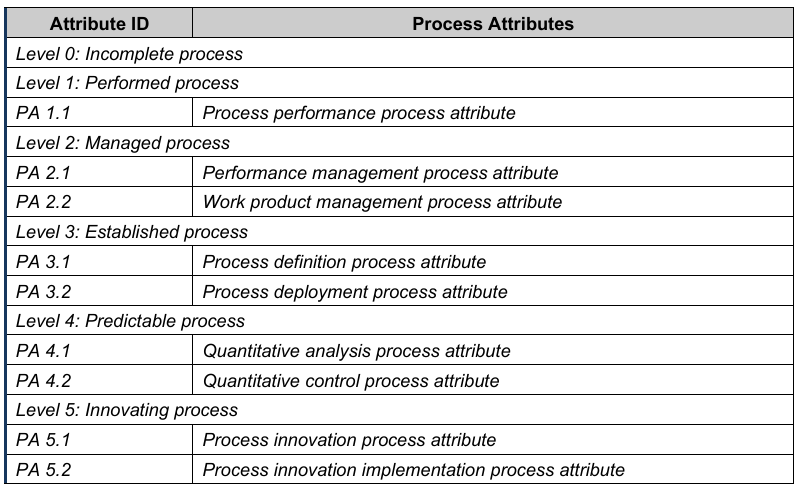 Attribute ID Process Attributes
Level 0: Incomplete process
Level 1: Performed process
PA 1.1 Process performance process attribute
Level 2: Managed process
PA 2.1 Performance management process attribute
PA 2.2 Work product management process attribute
Level 3: Established process
PA 3.1 Process definition process attribute
PA 3.2 Process deployment process attribute
Level 4: Predictable process
PA 4.1 Quantitative analysis process attribute
PA 4.2 Quantitative control process attribute
Level 5: Innovating process
PA 5.1 Process innovation process attribute
PA 5.2 Process innovation implementation process attribute